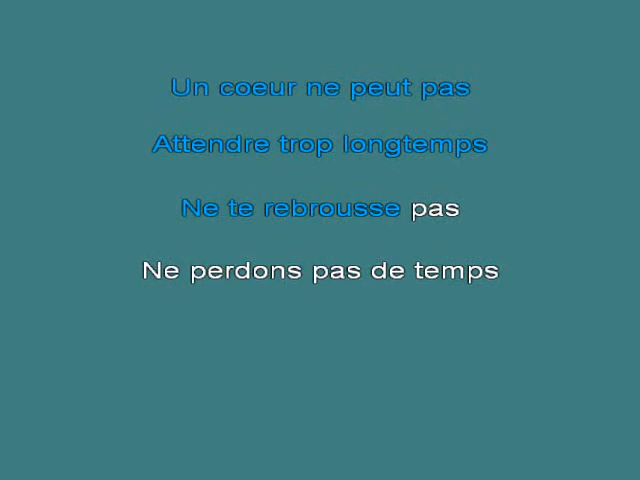 Un coeur ne peut pas
Attendre trop longtemps
Ne te rebrousse pas
Ne perdons pas de temps